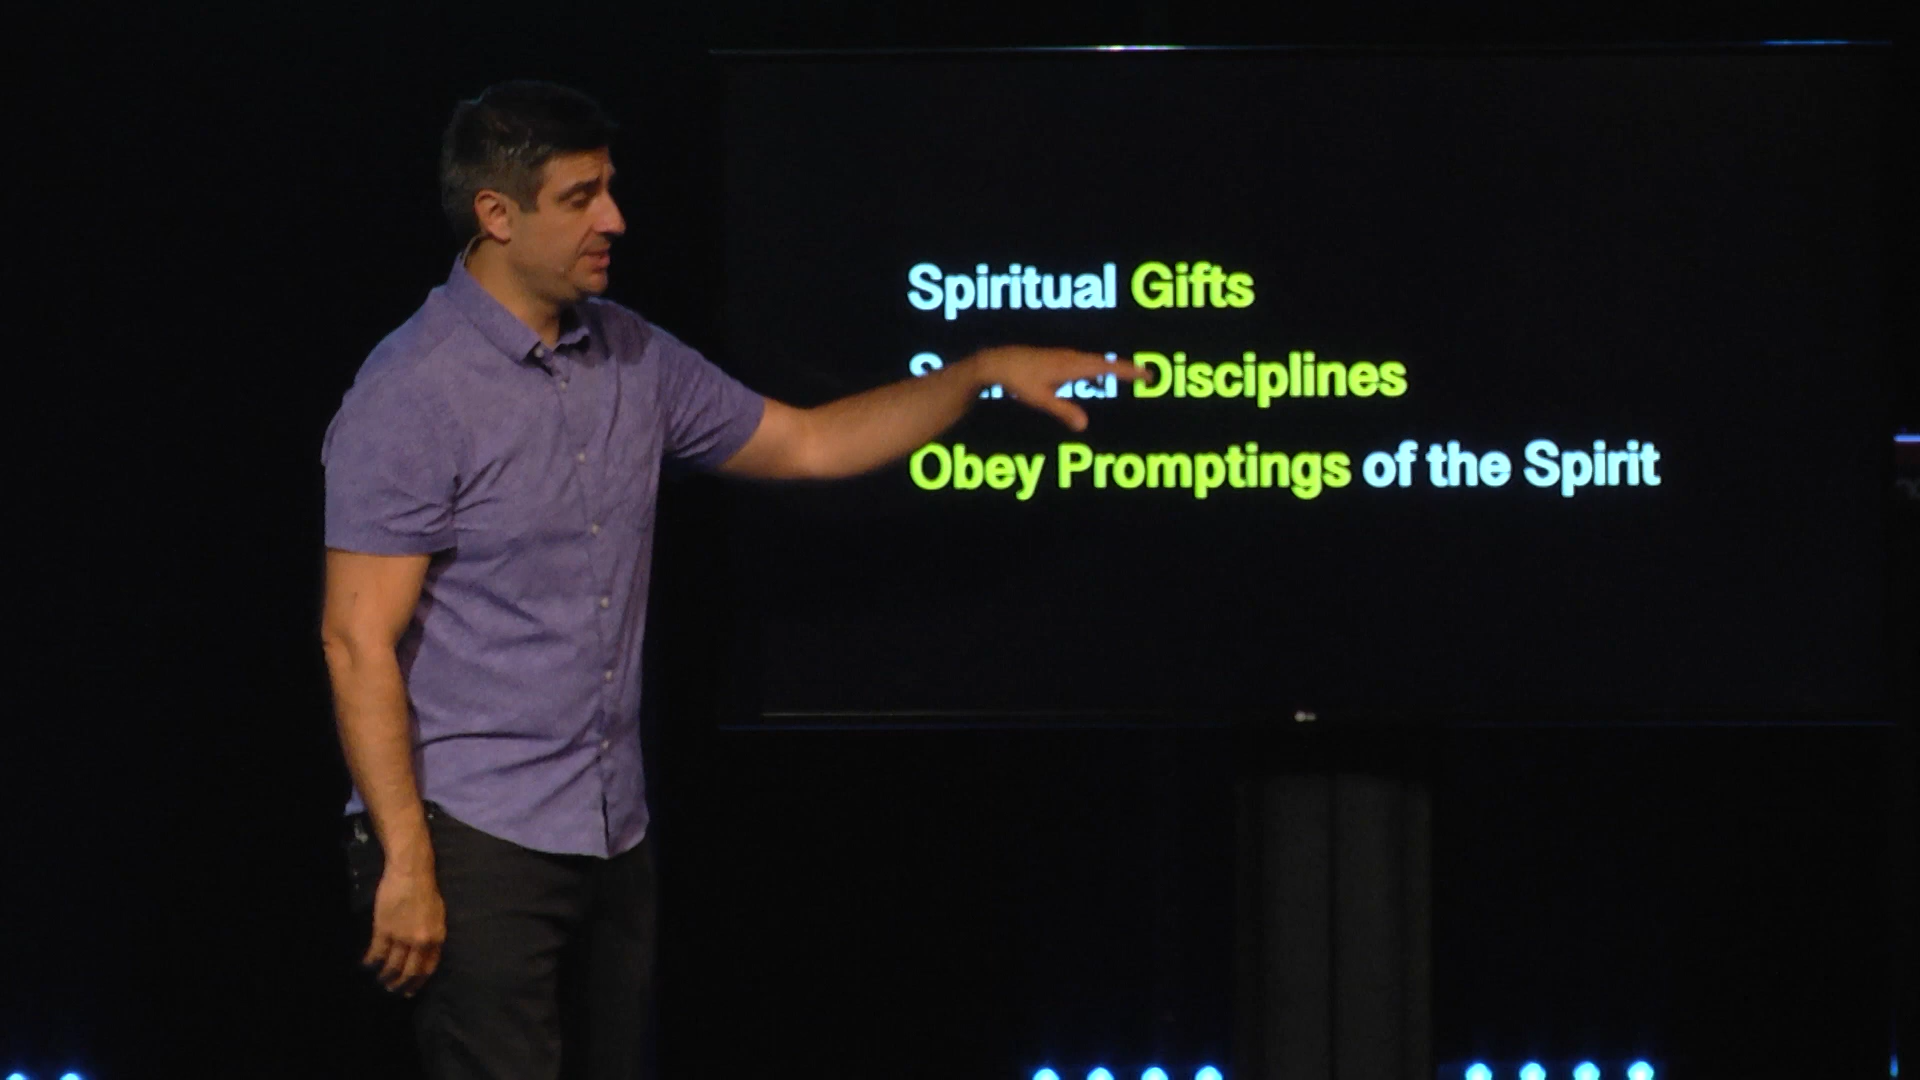 Spiritual Gifts
Disciplines
Obey Promptings of the Spirit